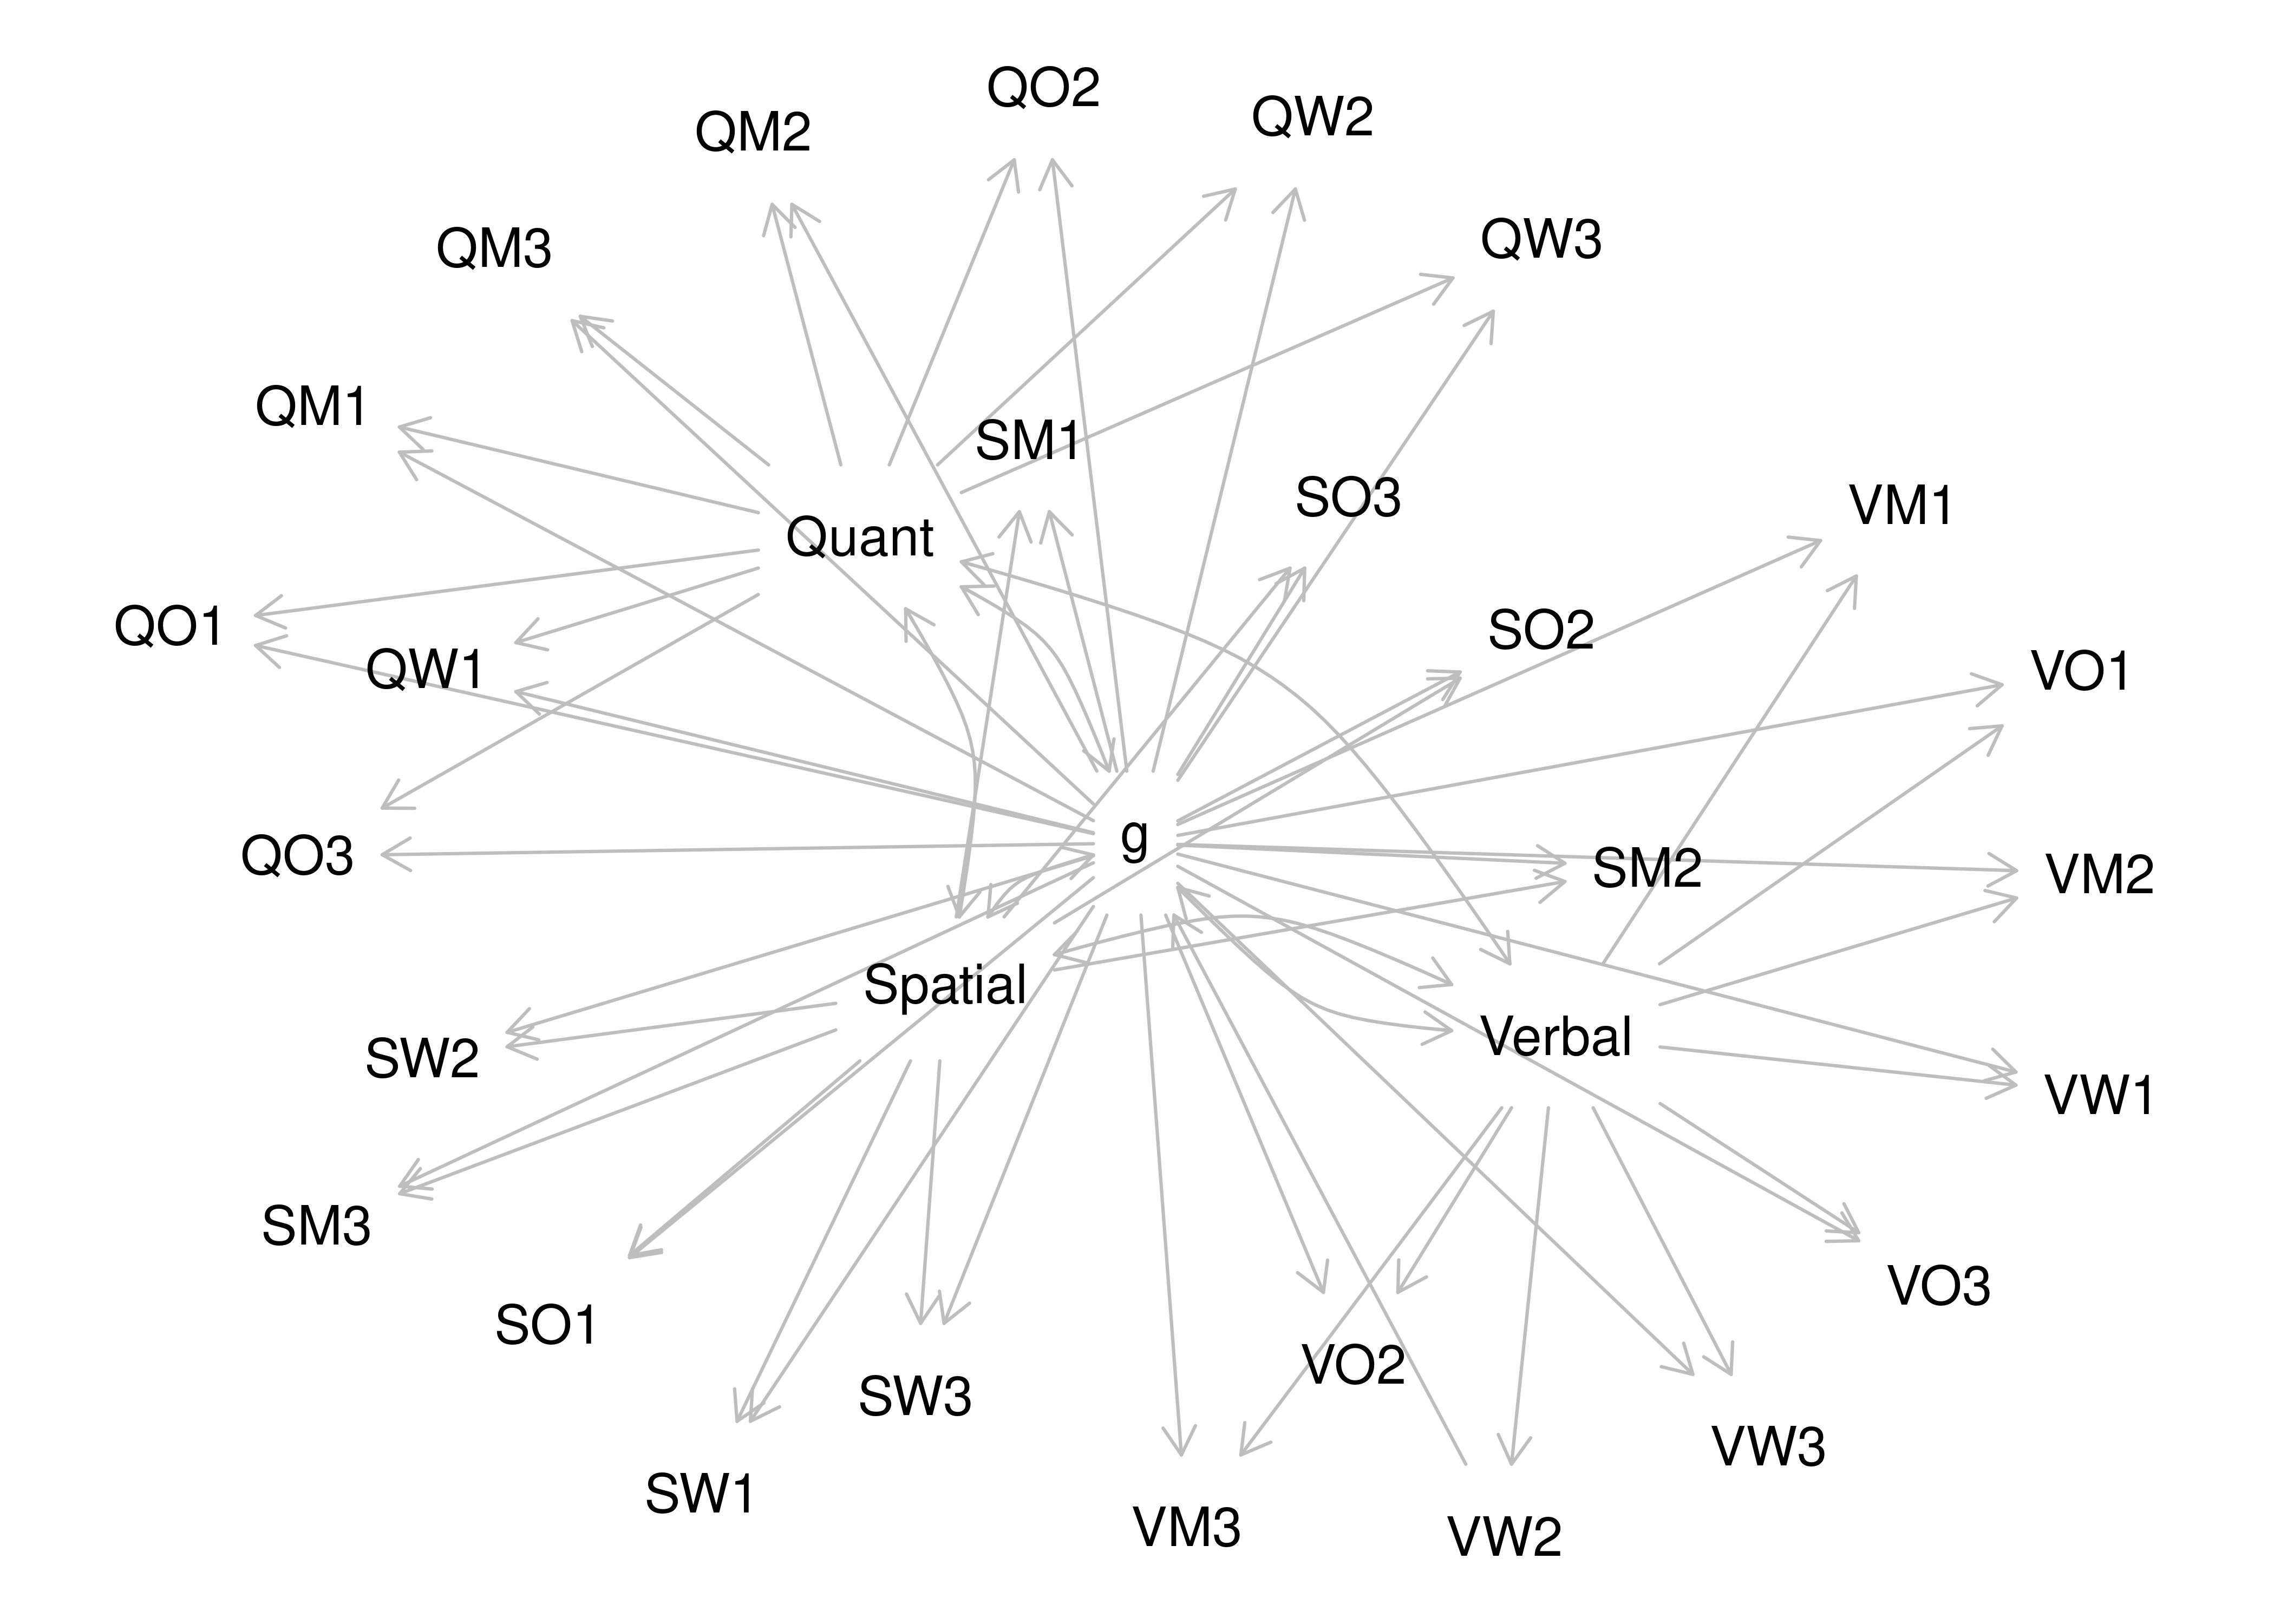 QO2
QW2
QM2
QW3
QM3
QM1
SM1
SO3
VM1
Quant
QO1
SO2
QW1
VO1
g
QO3
SM2
VM2
Spatial
Verbal
SW2
VW1
SM3
VO3
SO1
VO2
SW3
VW3
SW1
VM3
VW2